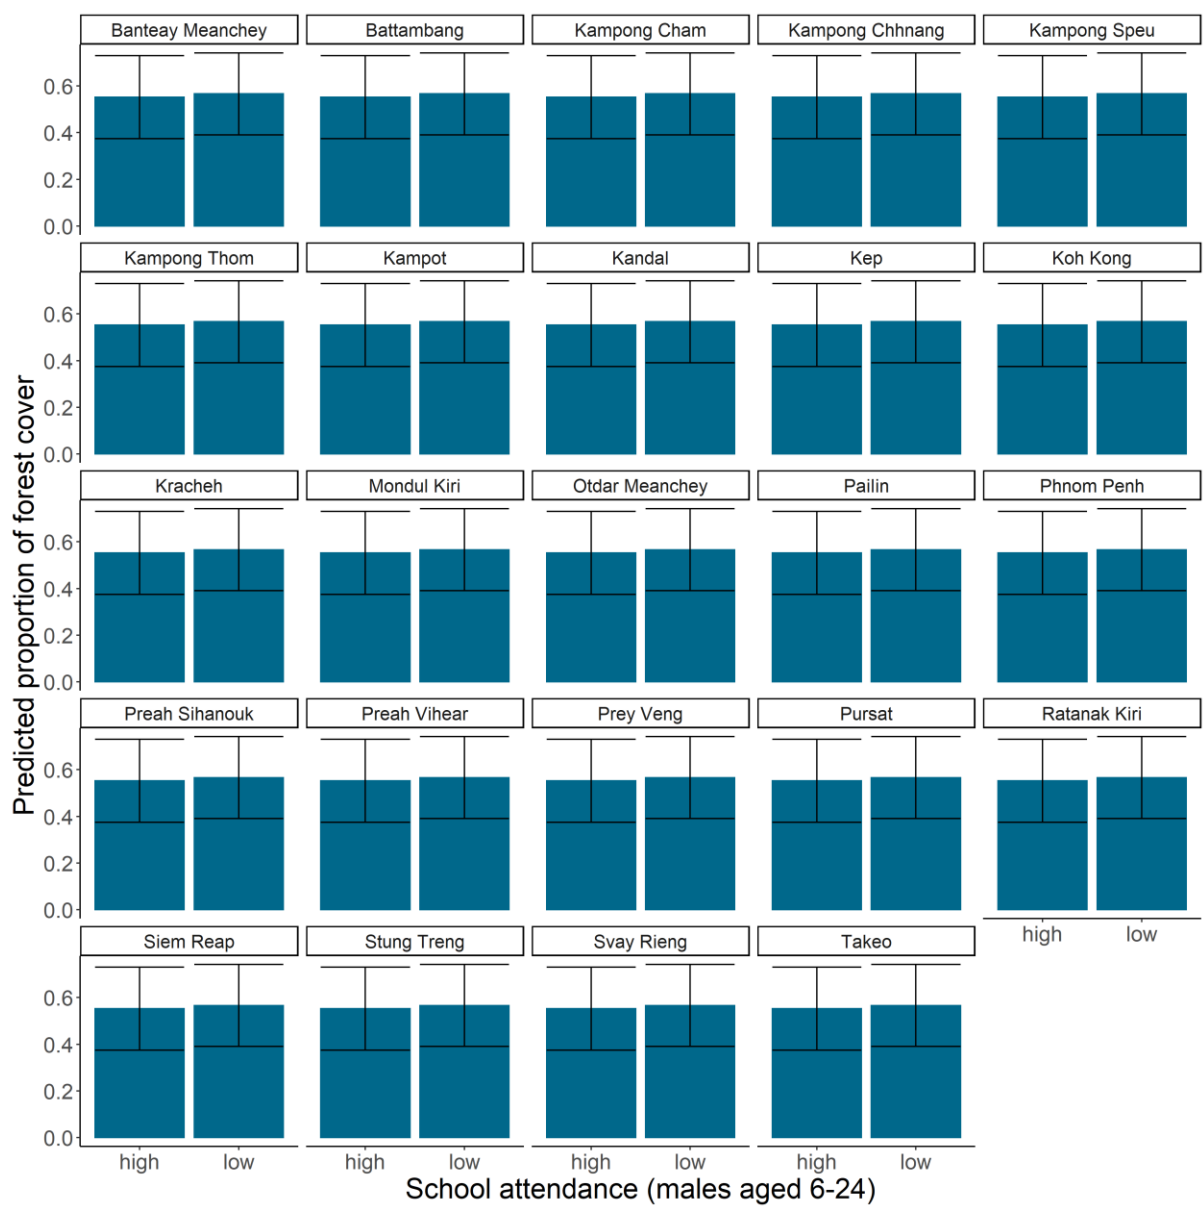 Banteay Meanchey Battambang Kampong Cham Kampong Chhnang Kampong Speu
0.6
0.4
0.2
0.0
Kampong Thom Kampot Kandal Kep Koh Kong
0.6
0.4
0.2
0.0
Kracheh Mondul Kiri Otdar Meanchey Pailin Phnom Penh
0.6
0.4
0.2
0.0
Preah Sihanouk Preah Vihear Prey Veng Pursat Ratanak Kiri
0.6
0.4
0.2
0.0
high low
Siem Reap Stung Treng Svay Rieng Takeo
0.6
0.4
0.2
0.0
high low high low high low high low
School attendance (males aged 6-24)
Predicted proportion of forest cover